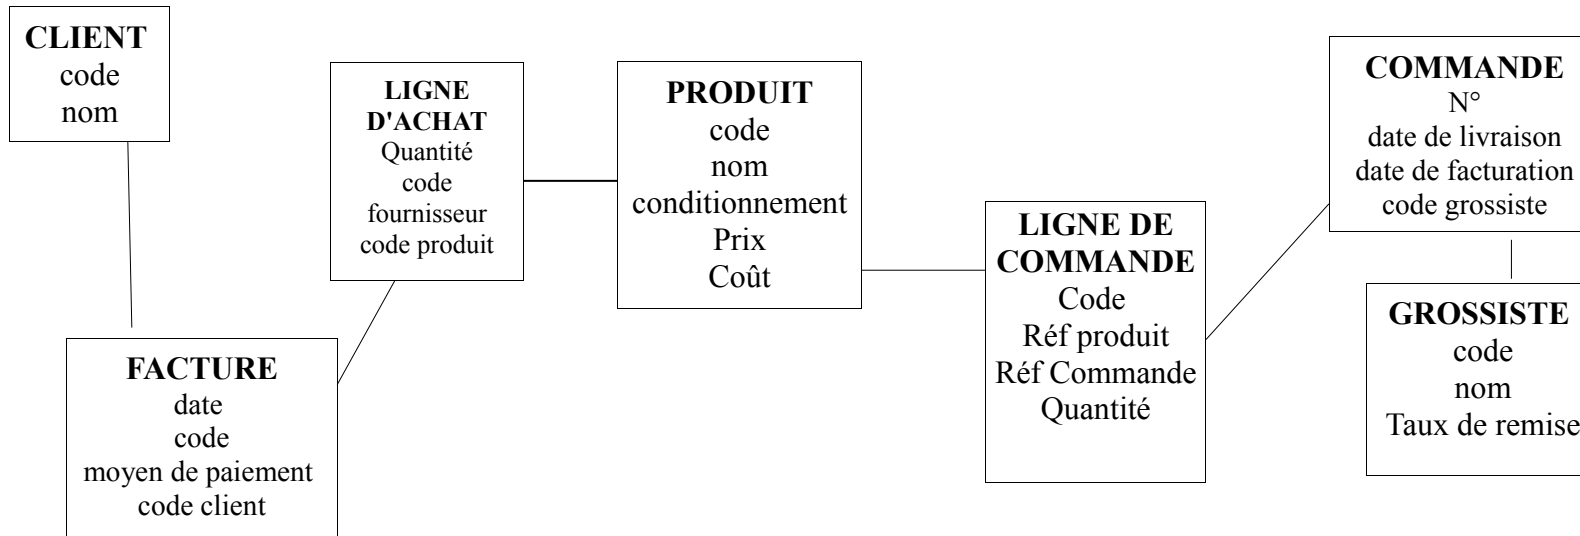 CLIENT
code
nom
LIGNE
D'ACHAT
Quantité
code
fournisseur
code produit
PRODUIT
code
nom
conditionnement
Prix
Coût
COMMANDE
N°
date de livraison
date de facturation
code grossiste
LIGNE DE
COMMANDE
Code
Réf produit
Réf Commande
Quantité
GROSSISTE
code
nom
Taux de remise
FACTURE
date
code
moyen de paiement
code client